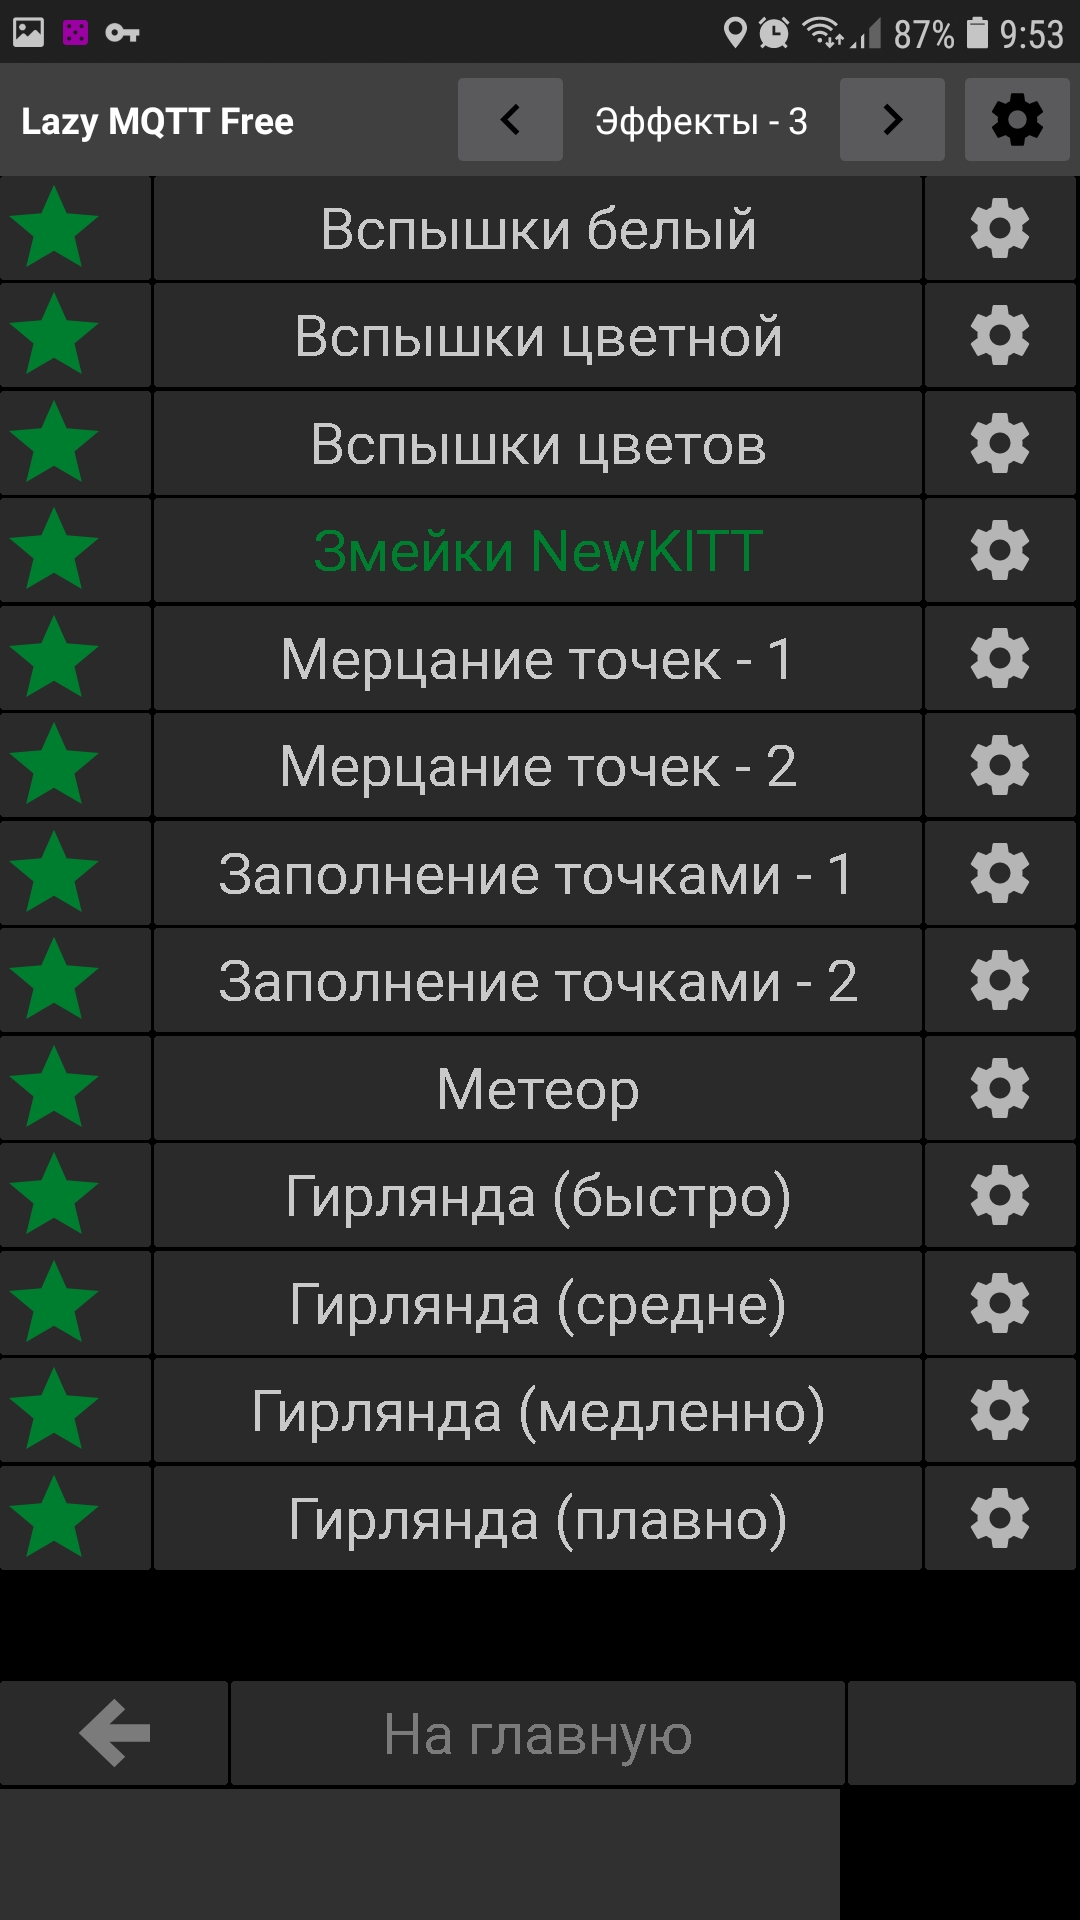 87% 9:53
Lazy MQTT Free
Эффекты - 3
Вспышки белый
Вспышки цветной
Вспышки цветов
Змейки NewKITT
Мерцание точек - 1
Мерцание точек - 2
Заполнение точками - 1
Заполнение точками - 2
Метеор
Гирлянда (быстро)
Гирлянда (средне)
Гирлянда (медленно)
Гирлянда (плавно)
На главную